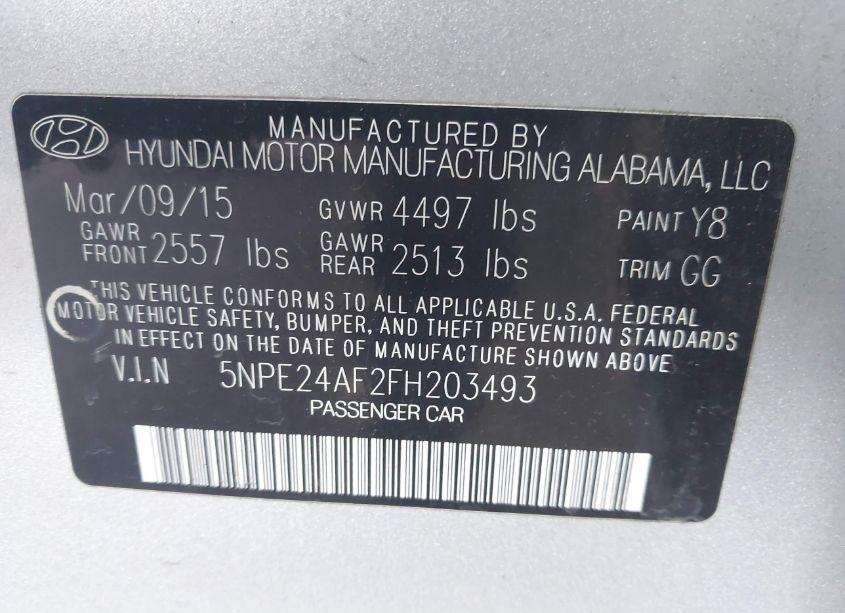 MANUFACTURED BY
HYUNDAI MOTOR MANUFACTURING ALABAMA, LLC
Mar/09/15 GVWR 4497 lbs PAINT Y8
GAWR FRONT 2557 lbs GAWR REAR 2513 lbs TRIM GG
THIS VEHICLE CONFORMS TO ALL APPLICABLE U.S.A. FEDERAL
MOTOR VEHICLE SAFETY, BUMPER, AND THEFT PREVENTION STANDARDS
IN EFFECT ON THE DATE OF MANUFACTURE SHOWN ABOVE
V.I.N 5NPE24AF2FH203493
PASSENGER CAR